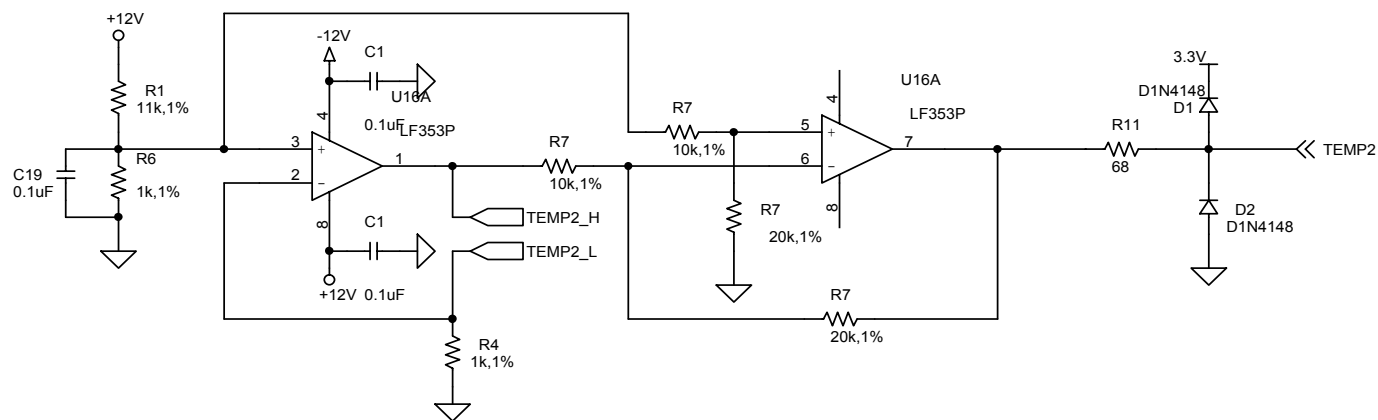 +12V
R1
11k,1%
C19
0.1uF
R6
1k,1%
-12V
C1
0.1uF
U16A
LF353P
4
3
+
2
−
1
8
C1
0.1uF
+12V
R7
10k,1%
TEMP2_H
TEMP2_L
R4
1k,1%
R7
10k,1%
R7
20k,1%
U16A
LF353P
4
5
+
6
−
7
8
R7
20k,1%
R11
68
3.3V
D1N4148
D1
D2
D1N4148
TEMP2